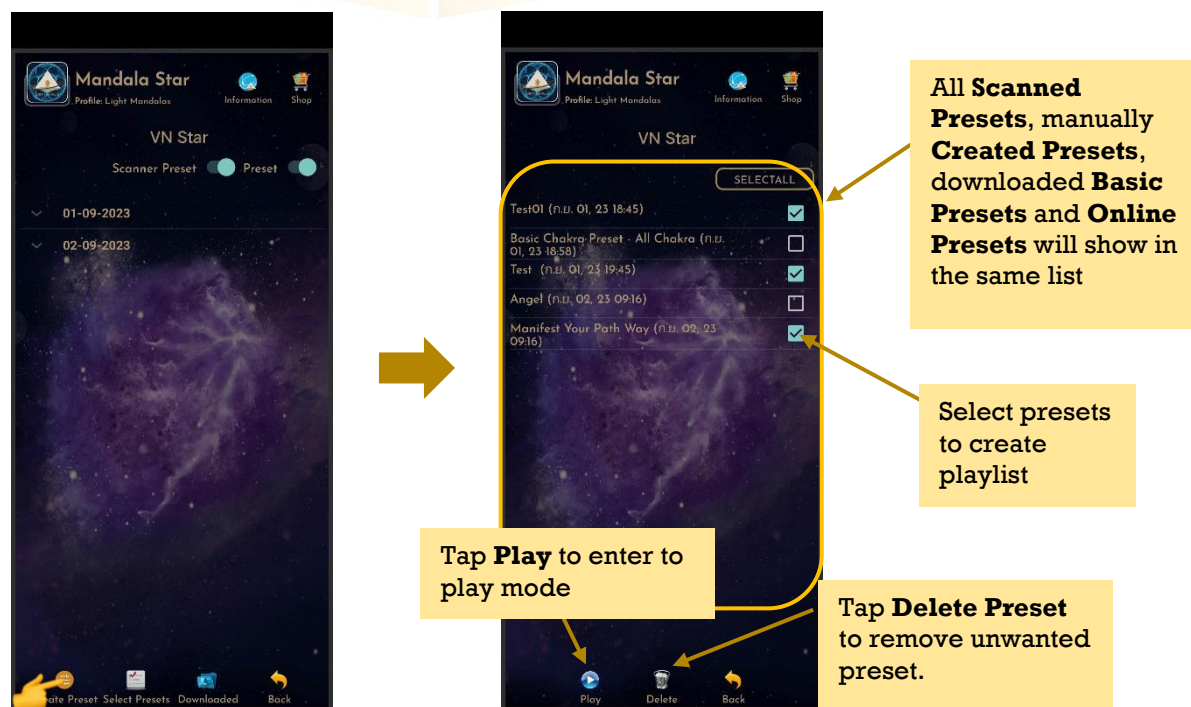 Mandala Star
Profile: Light Mandalas
Information
Shop
VN Star
Scanner Preset
Preset
01-09-2023
02-09-2023
ate Preset
Select Presets
Downloaded
Back
Mandala Star
Profile: Light Mandalas
Information
Shop
VN Star
SELECTALL
Test01 (ก.ย. 01, 23 18:45)
Basic Chakra Preset - All Chakra (ก.ย.
01, 23 18:58)
Test (ก.ย. 01, 23 19:45)
Angel (ก.ย. 02, 23 09:16)
Manifest Your Path Way (ก.ย. 02, 23
09:16)
Play
Delete
Back
All Scanned
Presets, manually
Created Presets,
downloaded Basic
Presets and Online
Presets will show in
the same list
Select presets
to create
playlist
Tap Play to enter to
play mode
Tap Delete Preset
to remove unwanted
preset.